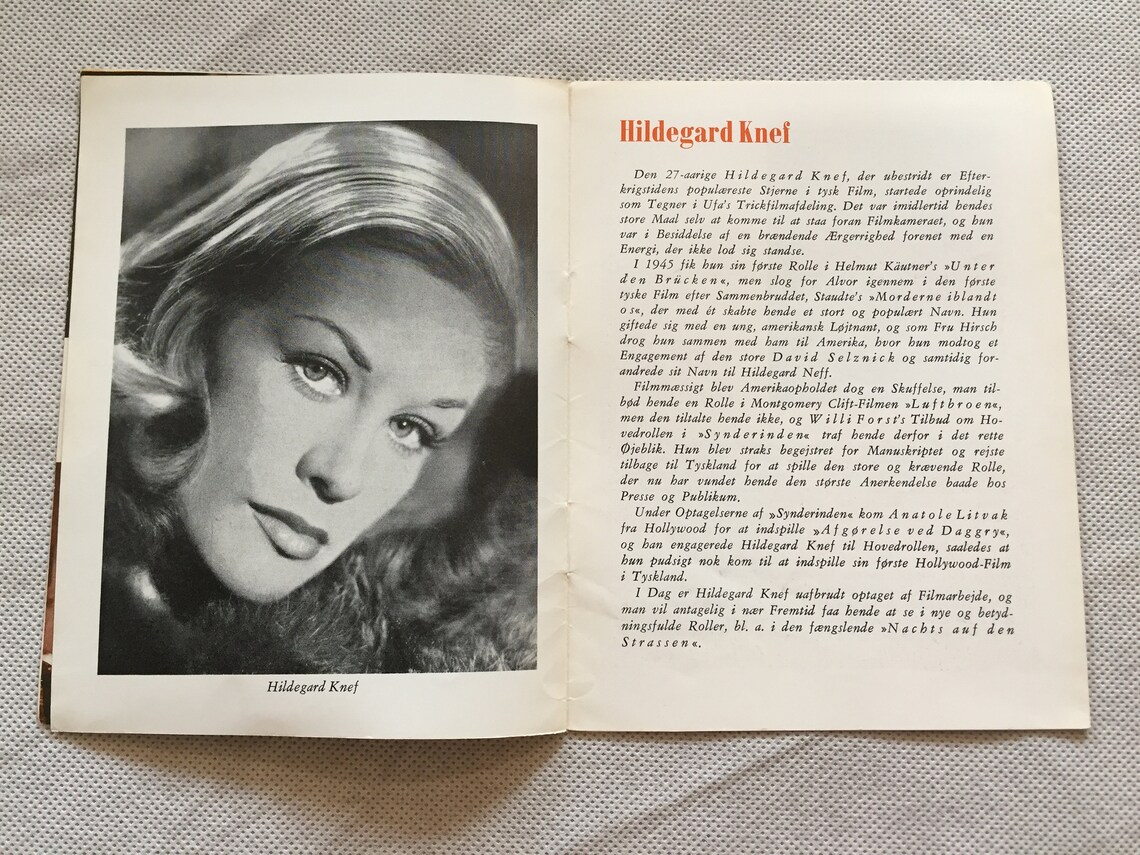 Hildegard Knef
Hildegard Knef
Den 27-aarige Hildegard Knef, der ubestridt er Efter-
krigstidens populæreste Stjerne i tysk Film, startede oprindelig
som Tegner i Ufa's Trickfilmafdeling. Det var imidlertid hendes
store Maal selv at komme til at staa foran Filmkameraet, og hun
var i Besiddelse af en brændende Ærgerrighed forenet med en
Energi, der ikke lod sig standse.
I 1945 fik hun sin første Rolle i Helmut Käutner's »Unter
den Brücken«, men slog for Alvor igennem i den første
tyske Film efter Sammenbruddet, Staudte's »Morderne iblandt
os«, der med ét skabte hende et stort og populært Navn. Hun
giftede sig med en ung, amerikansk Løjtnant, og som Fru Hirsch
drog hun sammen med ham til Amerika, hvor hun modtog et
Engagement af den store David Selznick og samtidig for-
andrede sit Navn til Hildegard Neff.
Filmmæssigt blev Amerikaopholdet dog en Skuffelse, man til-
bød hende en Rolle i Montgomery Clift-Filmen »Luftbroen«,
men den tiltalte hende ikke, og Willi Forst's Tilbud om Ho-
vedrollen i »Synderinden« traf hende derfor i det rette
Øjeblik. Hun blev straks begejstret for Manuskriptet og rejste
tilbage til Tyskland for at spille den store og krævende Rolle,
der nu har vundet hende den største Anerkendelse baade hos
Presse og Publikum.
Under Optagelserne af »Synderinden« kom Anatole Litvak
fra Hollywood for at indspille »Afgørelse ved Daggry«,
og han engagerede Hildegard Knef til Hovedrollen, saaledes at
hun pudsigt nok kom til at indspille sin første Hollywood-Film
i Tyskland.
I Dag er Hildegard Knef uafbrudt optaget af Filmarbejde, og
man vil antagelig i nær Fremtid faa hende at se i nye og betyd-
ningsfulde Roller, bl. a. i den fængslende »Nachts auf den
Strassen«.